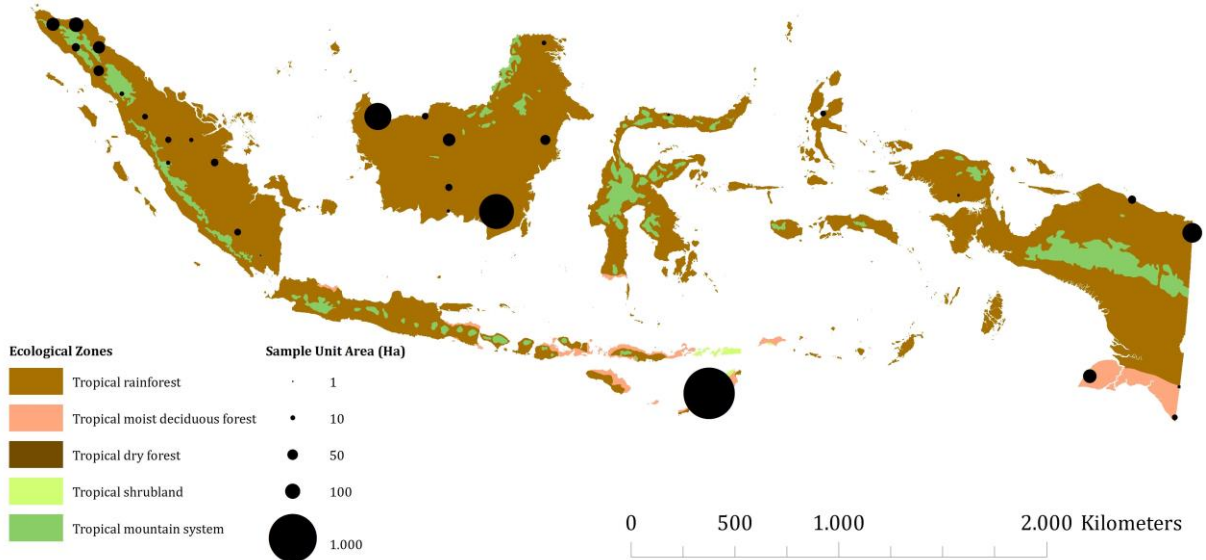 Ecological Zones
Tropical rainforest
Tropical moist deciduous forest
Tropical dry forest
Tropical shrubland
Tropical mountain system
Sample Unit Area (Ha)
1
10
50
100
1.000
0 500 1.000 2.000 Kilometers